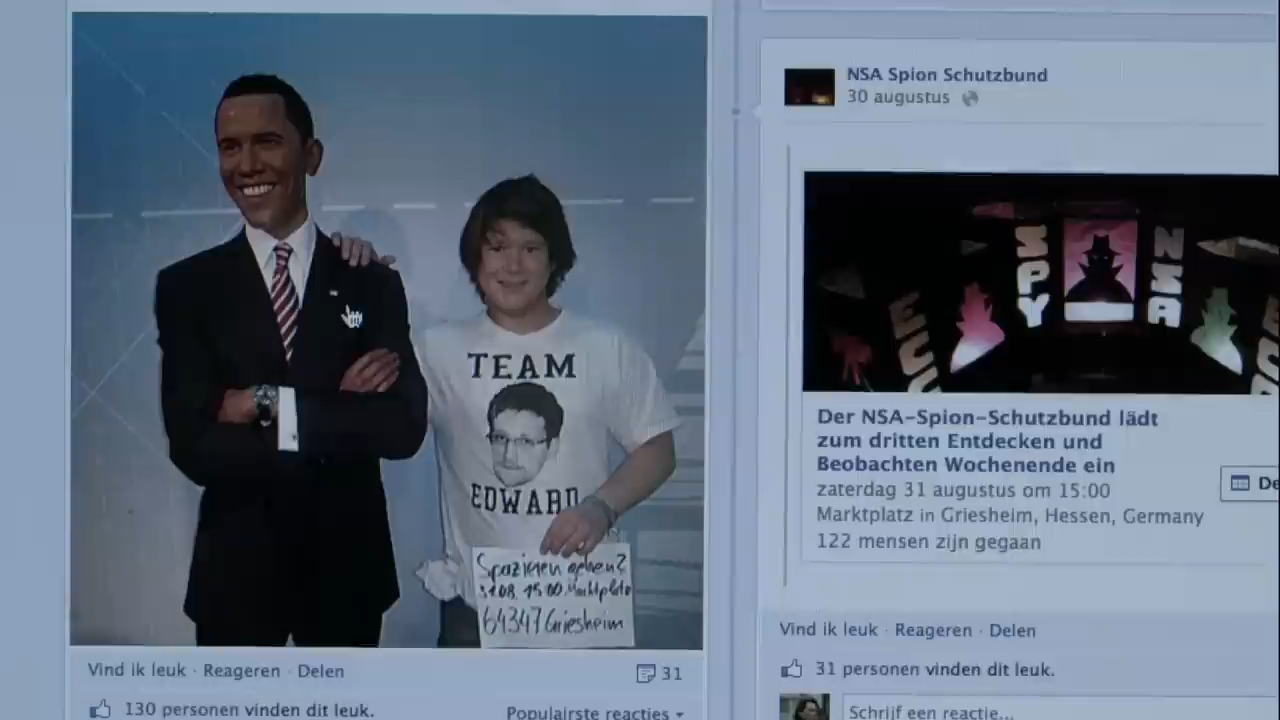 TEAM
EDWARD
Spazieren gehen?
31.08. 15:00 Marktplatz
64347 Griesheim
Vind ik leuk · Reageren · Delen
31
130 personen vinden dit leuk.
Populairste reacties
NSA Spion Schutzbund
30 augustus
SPY
NSA
Der NSA-Spion-Schutzbund lädt
zum dritten Entdecken und
Beobachten Wochenende ein
zaterdag 31 augustus om 15:00
Marktplatz in Griesheim, Hessen, Germany
122 mensen zijn gegaan
De
Vind ik leuk · Reageren · Delen
31 personen vinden dit leuk.
Schrijf een reactie...